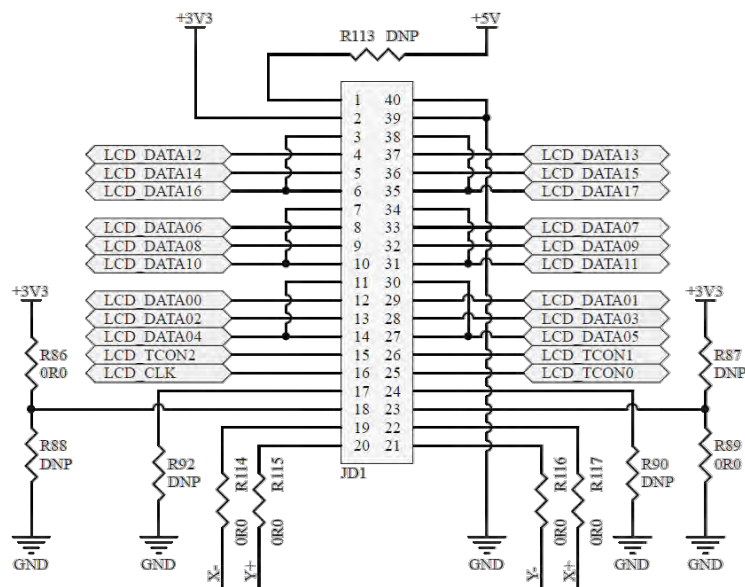 +3V3
+5V
R113 DNP
1 40
2 39
3 38
LCD_DATA12 4 37 LCD_DATA13
LCD_DATA14 5 36 LCD_DATA15
LCD_DATA16 6 35 LCD_DATA17
7 34
LCD_DATA06 8 33 LCD_DATA07
LCD_DATA08 9 32 LCD_DATA09
LCD_DATA10 10 31 LCD_DATA11
11 30
+3V3
LCD_DATA00 12 29 LCD_DATA01
+3V3
LCD_DATA02 13 28 LCD_DATA03
LCD_DATA04 14 27 LCD_DATA05
LCD_TCON2 15 26 LCD_TCON1
LCD_CLK 16 25 LCD_TCON0
R86
0R0
R87
DNP
17 24
18 23
19 22
20 21
JD1
R88
DNP
R92
DNP
R114
0R0
R115
0R0
R116
0R0
R117
0R0
R90
DNP
R89
0R0
GND
GND
GND
GND
GND
X-
Y+
Y-
X+